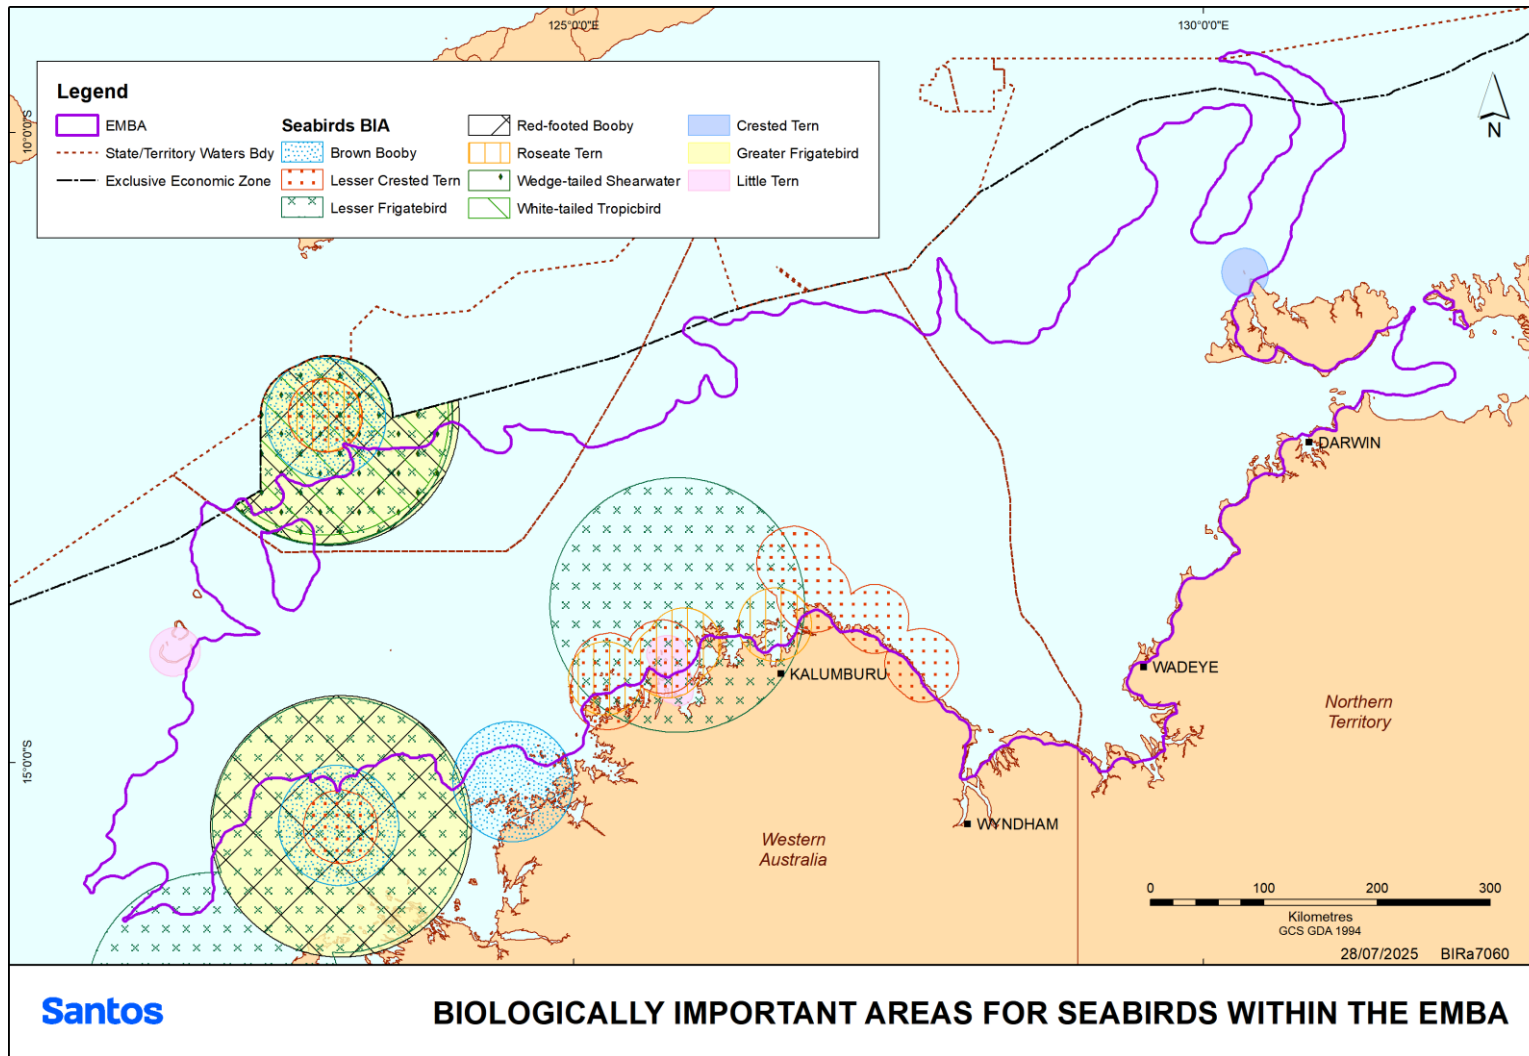 125°0'0"E
130°0'0"E
10°0'0"S
15°0'0"S
Legend
EMBA
State/Territory Waters Bdy
Exclusive Economic Zone
Seabirds BIA
Brown Booby
Lesser Crested Tern
Lesser Frigatebird
Red-footed Booby
Roseate Tern
Wedge-tailed Shearwater
White-tailed Tropicbird
Crested Tern
Greater Frigatebird
Little Tern
N
DARWIN
KALUMBURU
WADEYE
Northern
Territory
WYNDHAM
Western
Australia
0 100 200 300
Kilometres
GCS GDA 1994
28/07/2025 BIRa7060
Santos
BIOLOGICALLY IMPORTANT AREAS FOR SEABIRDS WITHIN THE EMBA